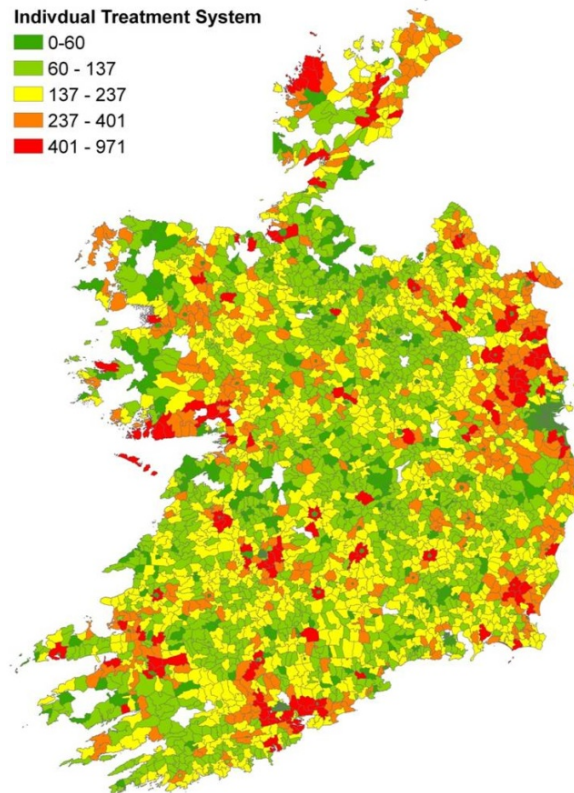 Indivdual Treatment System
0-60
60 - 137
137 - 237
237 - 401
401 - 971